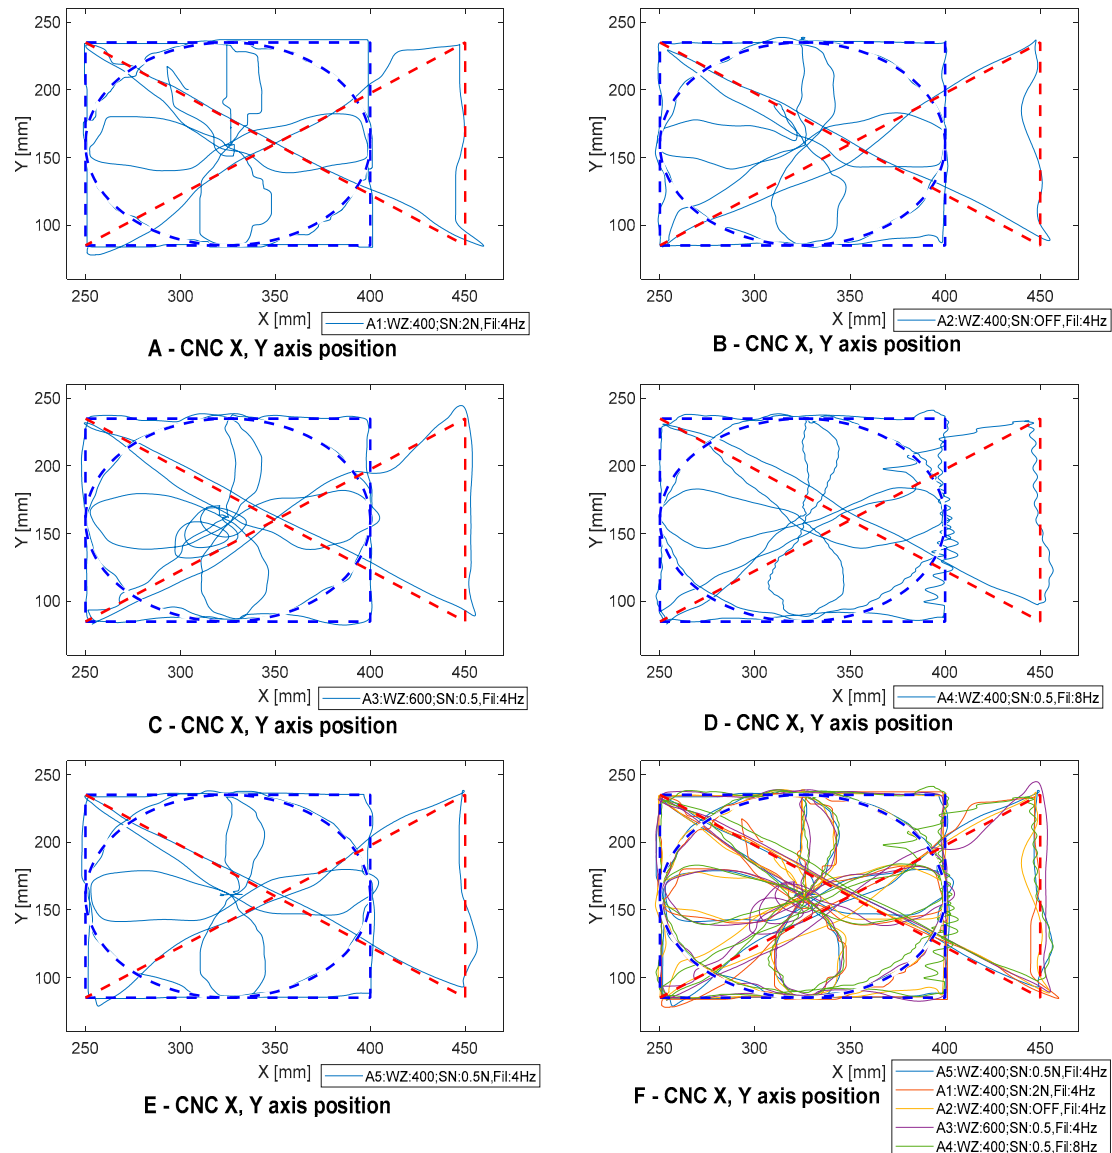 250
200
150
100
Y [mm]
250
300
350
400
450
X [mm]
A1:WZ:400;SN:2N,Fil:4Hz
A - CNC X, Y axis position
250
200
150
100
Y [mm]
250
300
350
400
450
X [mm]
A2:WZ:400;SN:OFF,Fil:4Hz
B - CNC X, Y axis position
250
200
150
100
Y [mm]
250
300
350
400
450
X [mm]
A3:WZ:600;SN:0.5,Fil:4Hz
C - CNC X, Y axis position
250
200
150
100
Y [mm]
250
300
350
400
450
X [mm]
A4:WZ:400;SN:0.5,Fil:8Hz
D - CNC X, Y axis position
250
200
150
100
Y [mm]
250
300
350
400
450
X [mm]
A5:WZ:400;SN:0.5N,Fil:4Hz
E - CNC X, Y axis position
250
200
150
100
Y [mm]
250
300
350
400
450
X [mm]
F - CNC X, Y axis position
A5:WZ:400;SN:0.5N,Fil:4Hz
A1:WZ:400;SN:2N,Fil:4Hz
A2:WZ:400;SN:OFF,Fil:4Hz
A3:WZ:600;SN:0.5,Fil:4Hz
A4:WZ:400;SN:0.5,Fil:8Hz